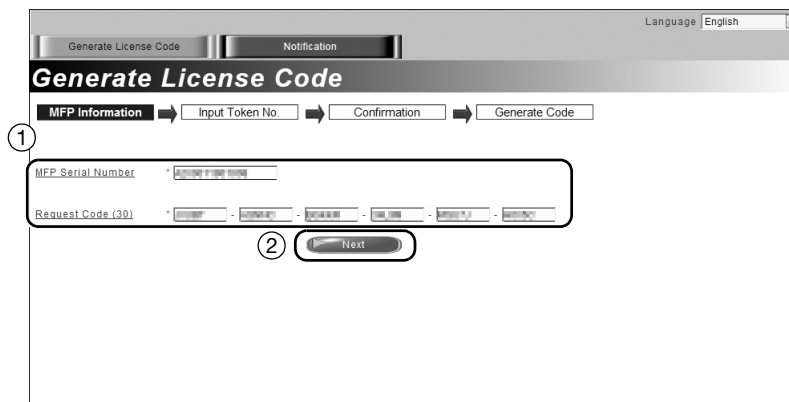 Language English
Generate License Code Notification
Generate License Code
MFP Information Input Token No. Confirmation Generate Code
1
MFP Serial Number *
Request Code (30) * - - - - -
2 Next